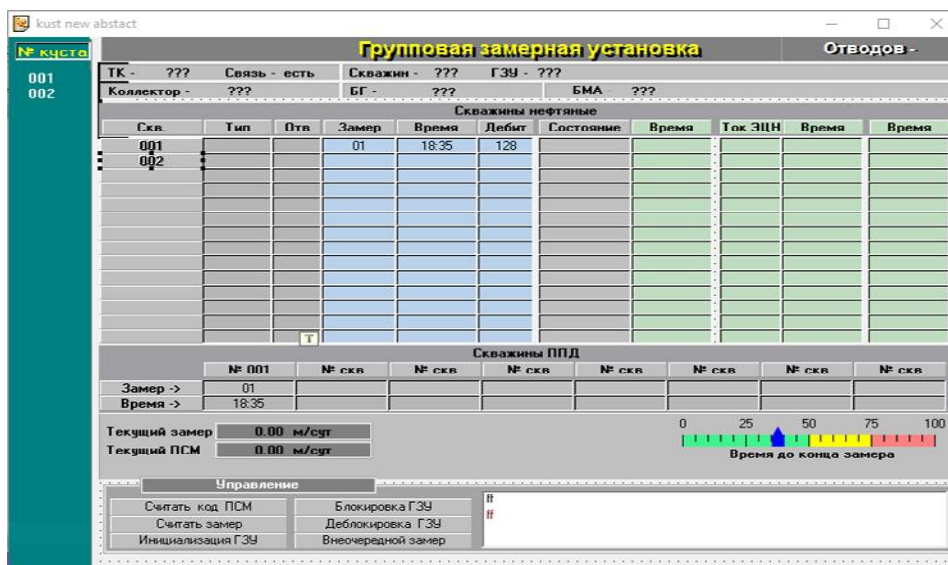 kust new abstact
№ куста Групповая замерная установка Отводов -
001
002
ТК - ??? Связь - есть Скважин - ??? ГЗУ - ???
Коллектор - ??? БГ - ??? БМА - ???
Скважины нефтяные
Скв. Тип Отв Замер Время Дебит Состояние Время Ток ЭЦН Время Время
001 01 18:35 128
002
T
Скважины ППД
№ 001 № скв № скв № скв № скв № скв № скв № скв
Замер -> 01
Время -> 18:35
Текущий замер 0.00 м/сут
Текущий ПСМ 0.00 м/сут
0 25 50 75 100
Время до конца замера
Управление
Считать код ПСМ Блокировка ГЗУ
Считать замер Деблокировка ГЗУ
Инициализация ГЗУ Внеочередной замер
ff
ff